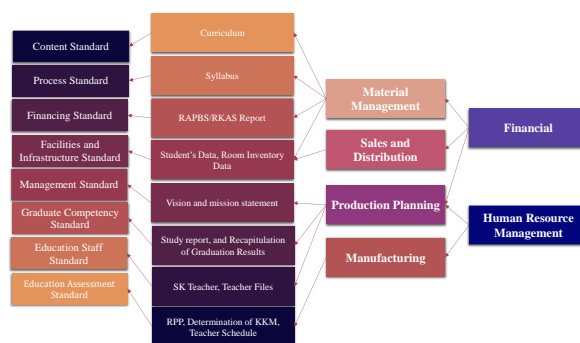 Content Standard
Process Standard
Financing Standard
Facilities and
Infrastructure Standard
Management Standard
Graduate Competency
Standard
Education Staff
Standard
Education Assessment
Standard
Curriculum
Syllabus
RAPBS/RKAS Report
Student's Data, Room Inventory
Data
Vision and mission statement
Study report, and Recapitulation
of Graduation Results
SK Teacher, Teacher Files
RPP, Determination of KKM,
Teacher Schedule
Material
Management
Sales and
Distribution
Production Planning
Manufacturing
Financial
Human Resource
Management